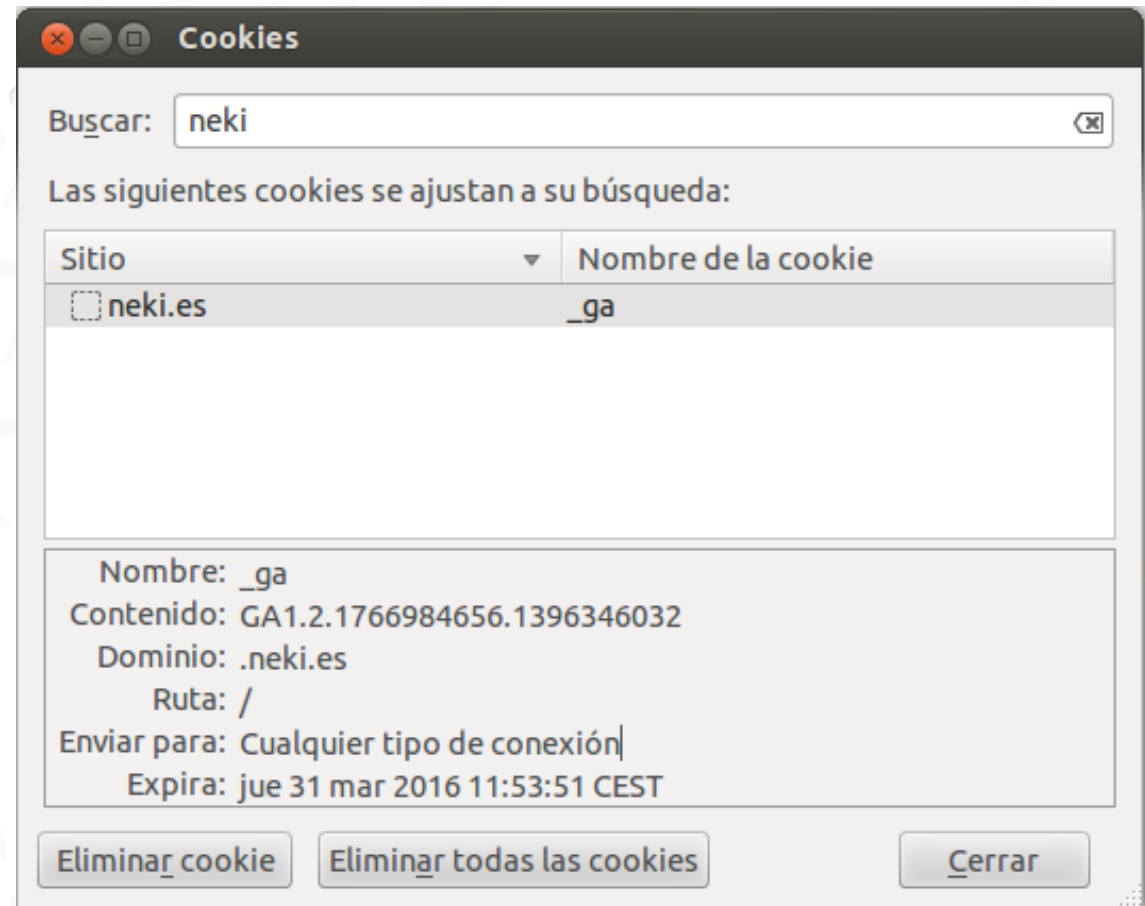 Cookies
Buscar: neki
Las siguientes cookies se ajustan a su búsqueda:
Sitio Nombre de la cookie
neki.es _ga
Nombre: _ga
Contenido: GA1.2.1766984656.1396346032
Dominio: .neki.es
Ruta: /
Enviar para: Cualquier tipo de conexión
Expira: jue 31 mar 2016 11:53:51 CEST
Eliminar cookie Eliminar todas las cookies Cerrar